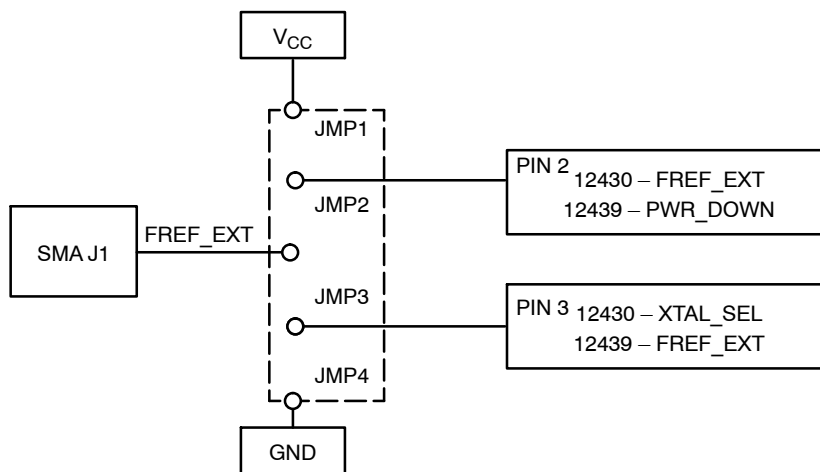 VCC
JMP1
PIN 2 12430 – FREF_EXT
JMP2
12439 – PWR_DOWN
FREF_EXT
SMA J1
JMP3
PIN 3 12430 – XTAL_SEL
12439 – FREF_EXT
JMP4
GND